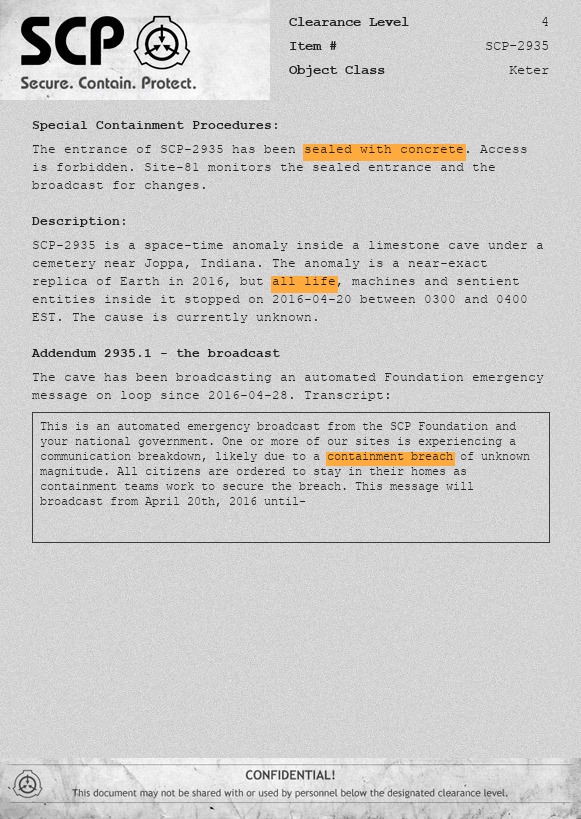 SCP
Secure. Contain. Protect.
Clearance Level 4
Item # SCP-2935
Object Class Keter
Special Containment Procedures:
The entrance of SCP-2935 has been sealed with concrete. Access
is forbidden. Site-81 monitors the sealed entrance and the
broadcast for changes.
Description:
SCP-2935 is a space-time anomaly inside a limestone cave under a
cemetery near Joppa, Indiana. The anomaly is a near-exact
replica of Earth in 2016, but all life, machines and sentient
entities inside it stopped on 2016-04-20 between 0300 and 0400
EST. The cause is currently unknown.
Addendum 2935.1 - the broadcast
The cave has been broadcasting an automated Foundation emergency
message on loop since 2016-04-28. Transcript:
This is an automated emergency broadcast from the SCP Foundation and
your national government. One or more of our sites is experiencing a
communication breakdown, likely due to a containment breach of unknown
magnitude. All citizens are ordered to stay in their homes as
containment teams work to secure the breach. This message will
broadcast from April 20th, 2016 until-
CONFIDENTIAL!
This document may not be shared with or used by personnel below the designated clearance level.